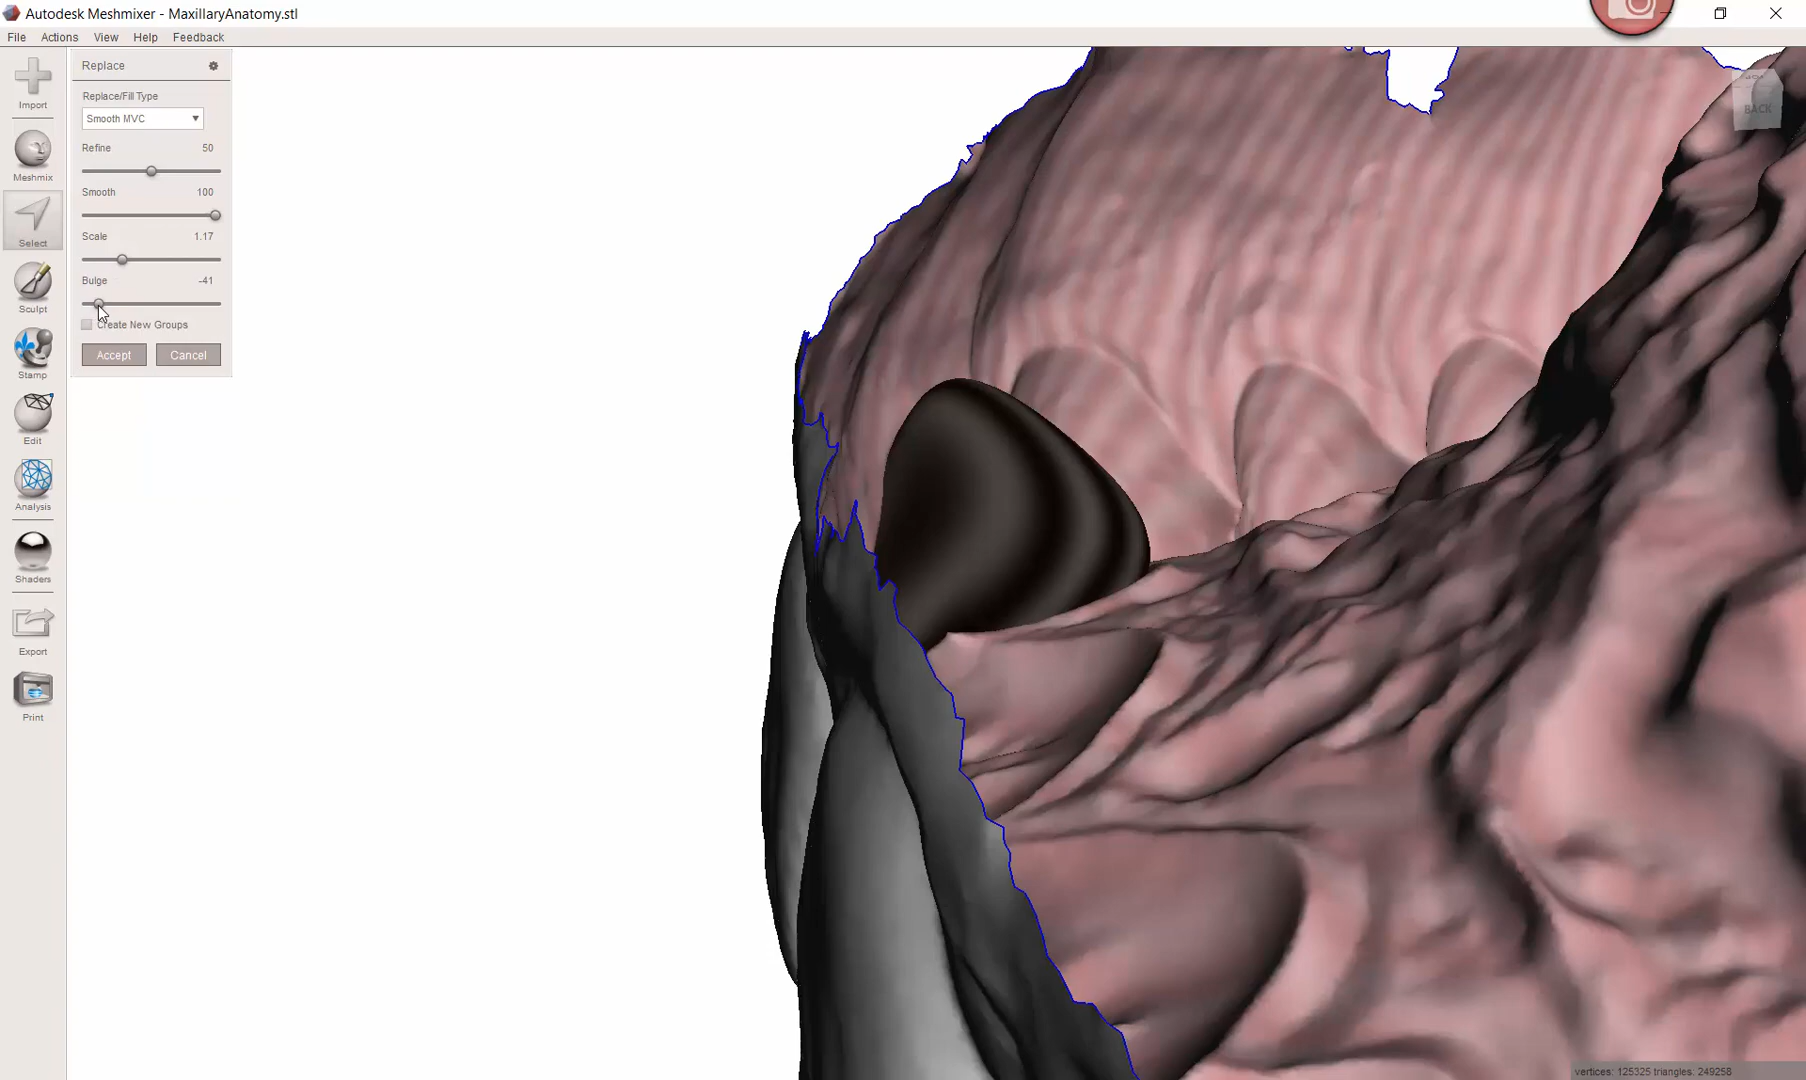 Autodesk Meshmixer - MaxillaryAnatomy.stl
File Actions View Help Feedback
Import
Meshmix
Select
Sculpt
Stamp
Edit
Analysis
Shaders
Export
Print
Replace
Replace/Fill Type
Smooth MVC
Refine 50
Smooth 100
Scale 1.17
Bulge -41
Create New Groups
Accept Cancel
BACK
vertices: 125325 triangles: 249258